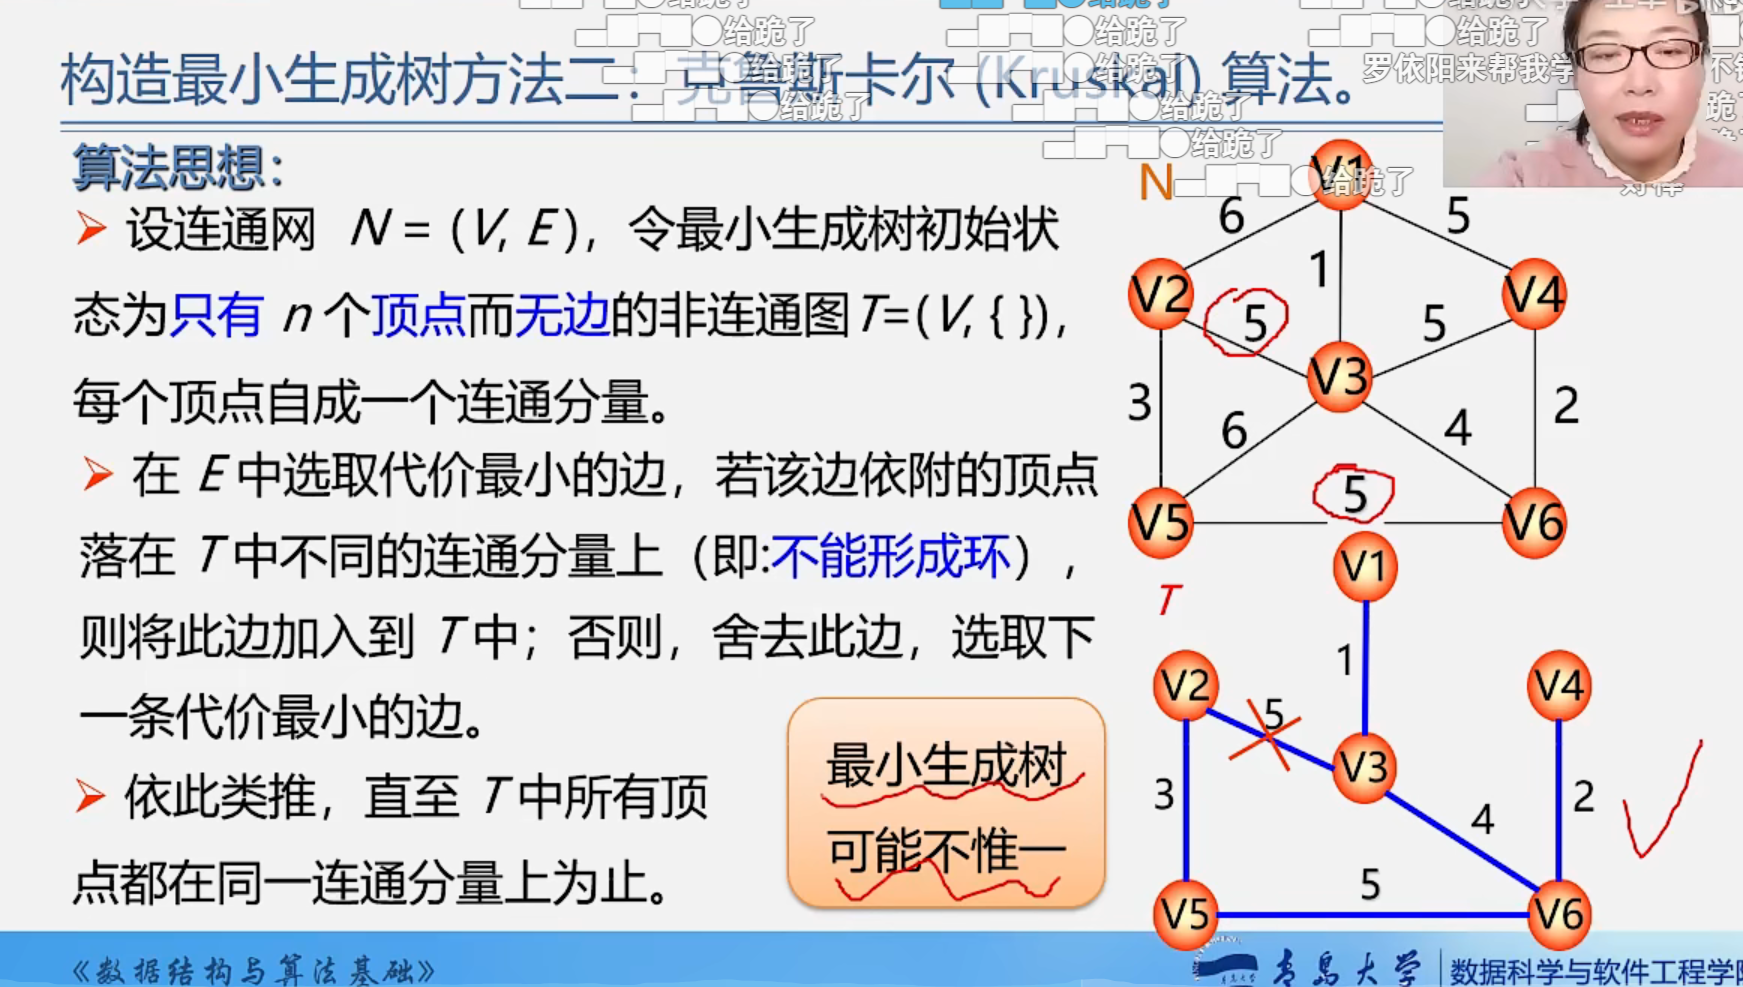 给跪了
给跪了
给跪了
给跪了 给跪了 给跪了
构造最小生成树方法二：克鲁斯卡尔 (Kruskal) 算法。
给跪了 给跪了 罗依阳来帮我学
给跪了 给跪了
给跪了
给跪了
算法思想：
设连通网 N = (V, E)，令最小生成树初始状
态为只有 n 个顶点而无边的非连通图 T=(V, { })，
每个顶点自成一个连通分量。
在 E 中选取代价最小的边，若该边依附的顶点
落在 T 中不同的连通分量上（即:不能形成环），
则将此边加入到 T 中；否则，舍去此边，选取下
一条代价最小的边。
依此类推，直至 T 中所有顶
点都在同一连通分量上为止。
最小生成树
可能不惟一
N
V1
6 5
1
V2 V4
5 5
V3
3 2
6 4
5
V5 V6
T
V1
1
V2 V4
5
V3
3 2
4
5
V5 V6
《数据结构与算法基础》
青岛大学 数据科学与软件工程学院